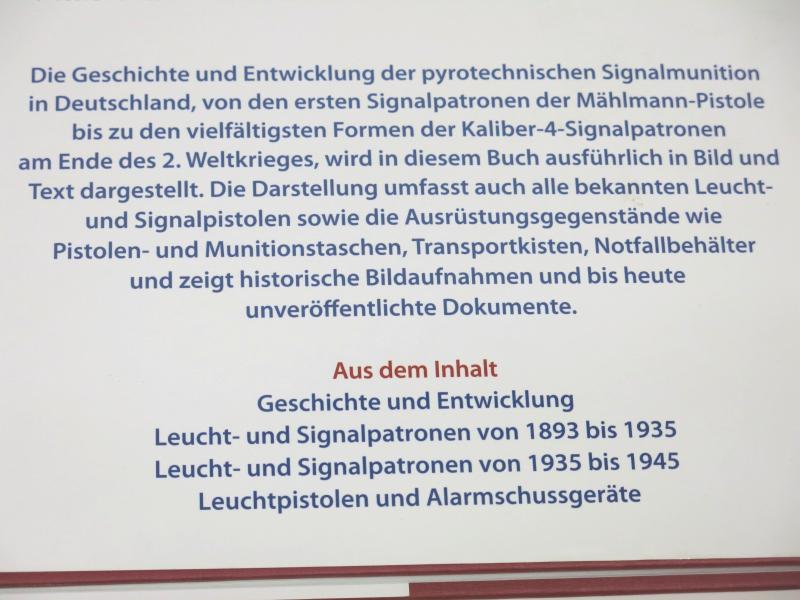 Die Geschichte und Entwicklung der pyrotechnischen Signalmunition
in Deutschland, von den ersten Signalpatronen der Mählmann-Pistole
bis zu den vielfältigsten Formen der Kaliber-4-Signalpatronen
am Ende des 2. Weltkrieges, wird in diesem Buch ausführlich in Bild und
Text dargestellt. Die Darstellung umfasst auch alle bekannten Leucht-
und Signalpistolen sowie die Ausrüstungsgegenstände wie
Pistolen- und Munitionstaschen, Transportkisten, Notfallbehälter
und zeigt historische Bildaufnahmen und bis heute
unveröffentlichte Dokumente.
Aus dem Inhalt
Geschichte und Entwicklung
Leucht- und Signalpatronen von 1893 bis 1935
Leucht- und Signalpatronen von 1935 bis 1945
Leuchtpistolen und Alarmschussgeräte